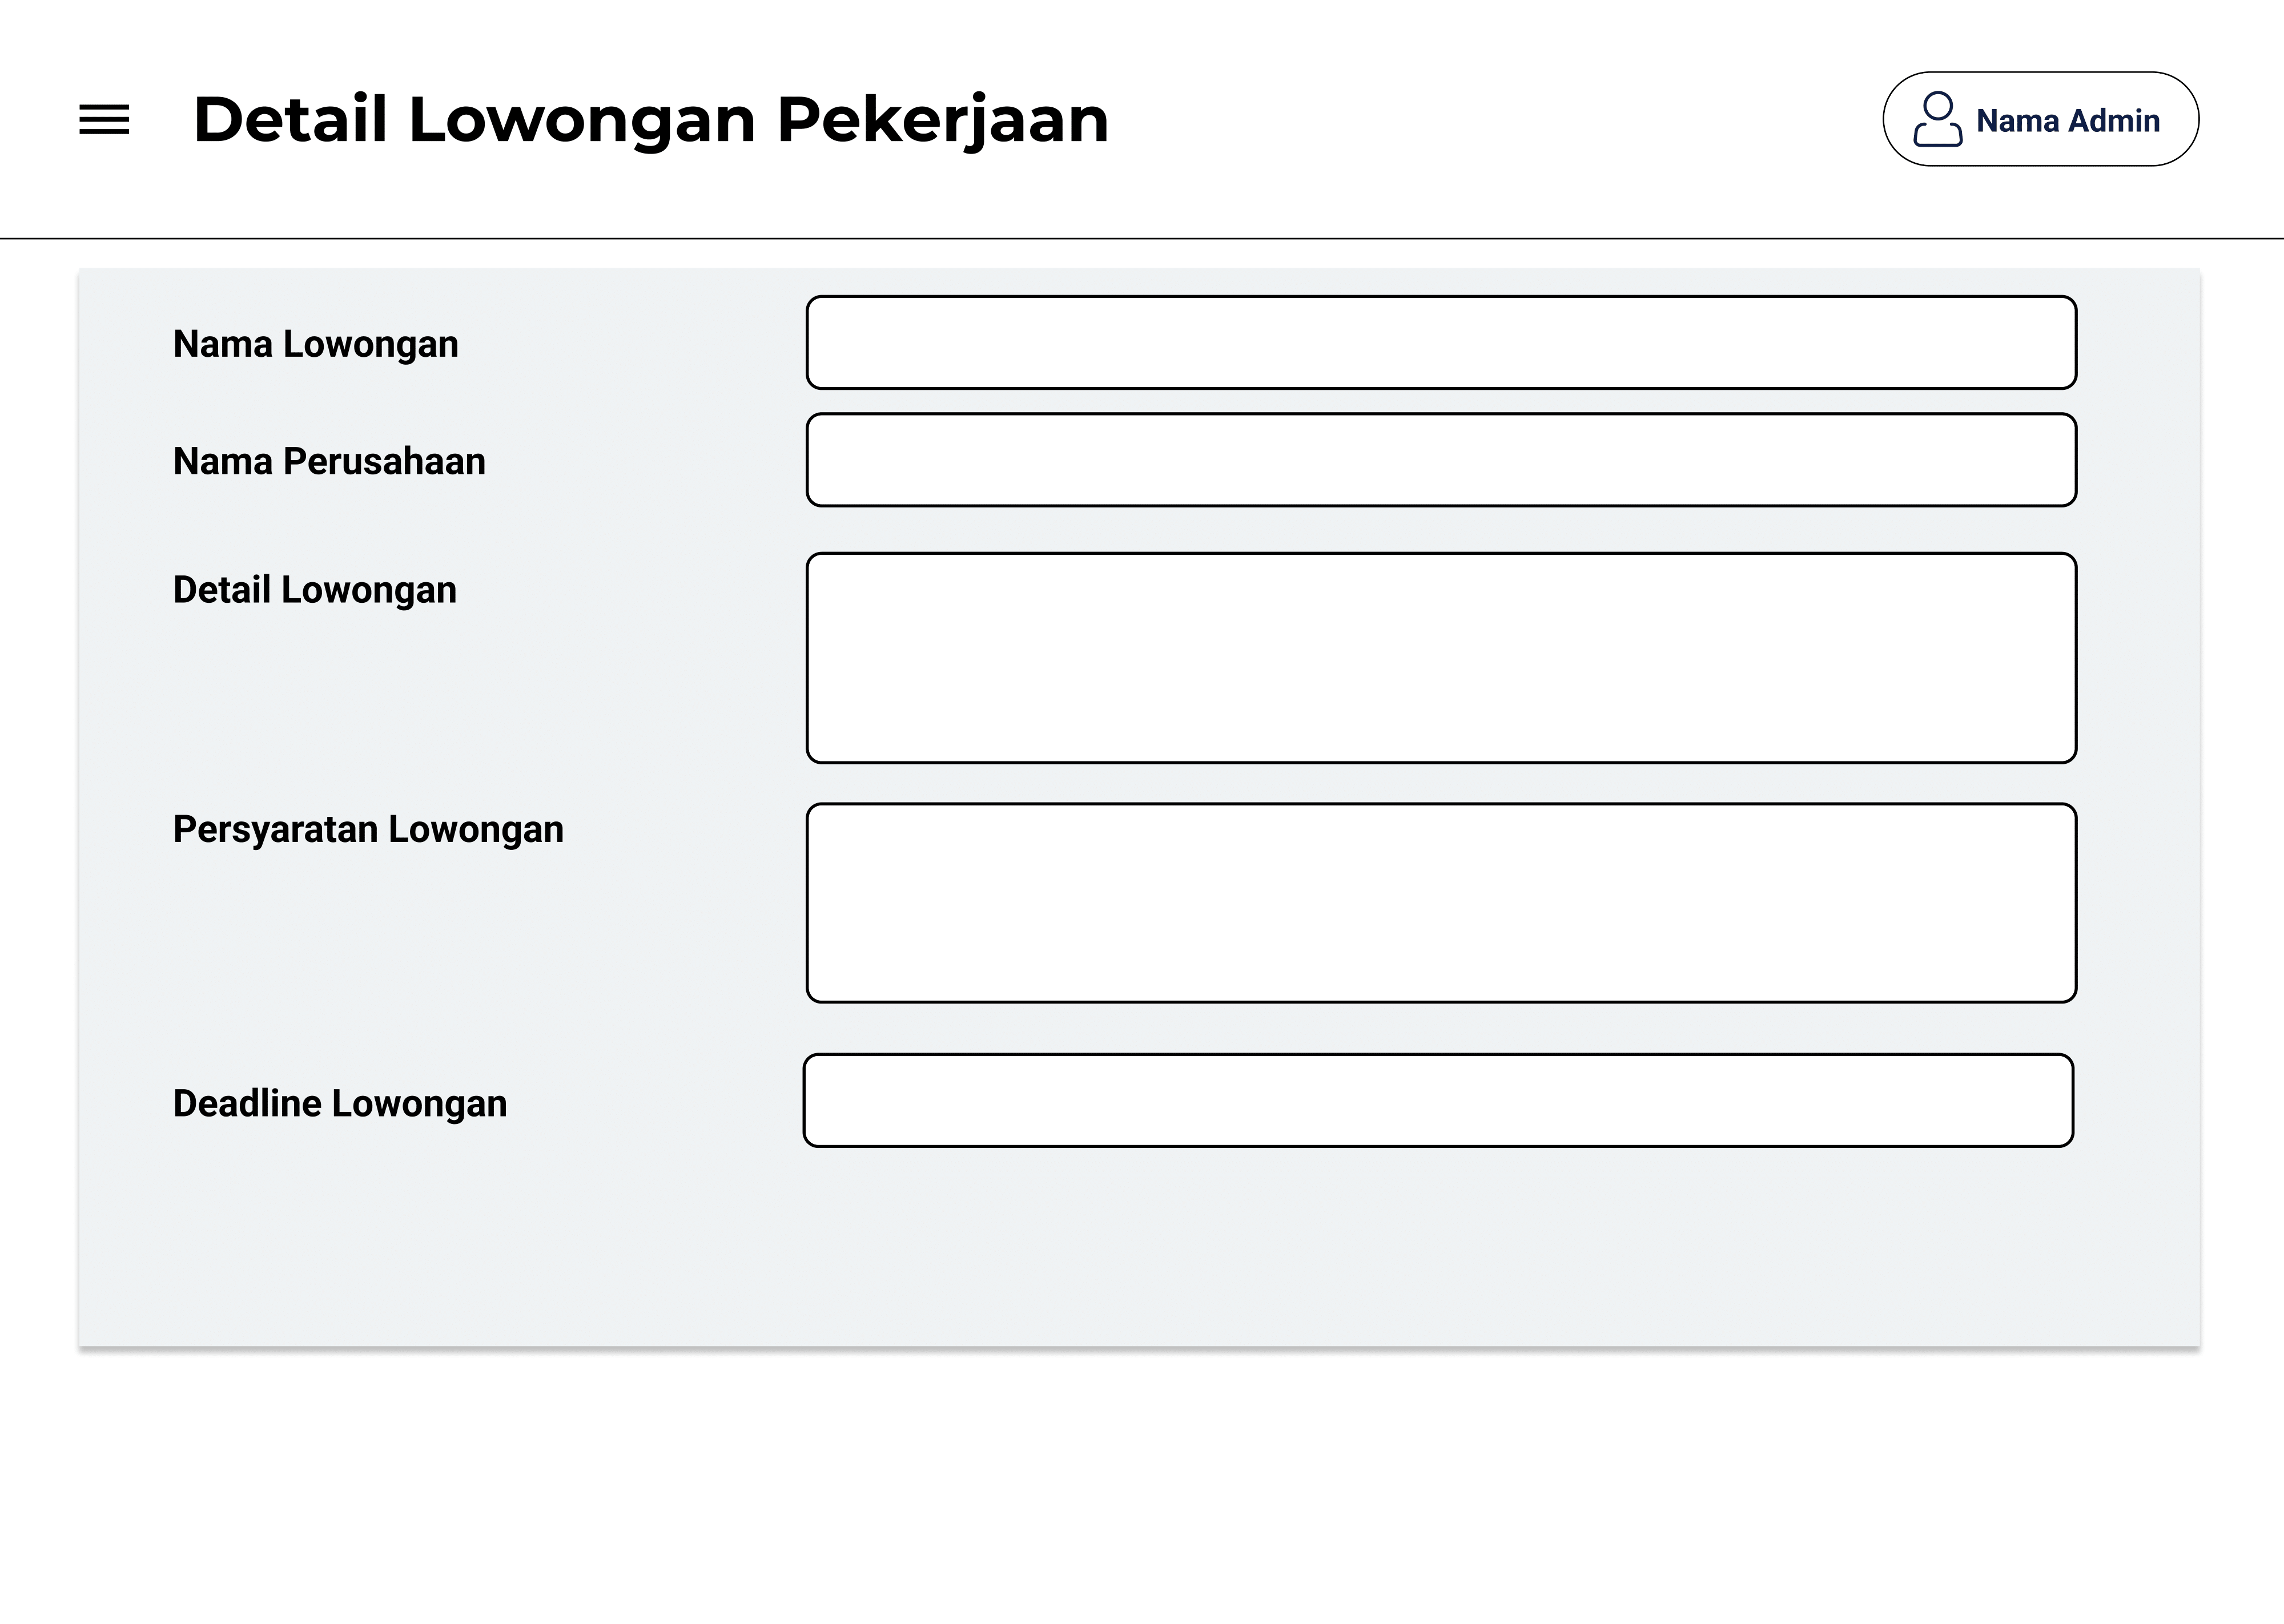 Detail Lowongan Pekerjaan
Nama Admin
Nama Lowongan
Nama Perusahaan
Detail Lowongan
Persyaratan Lowongan
Deadline Lowongan